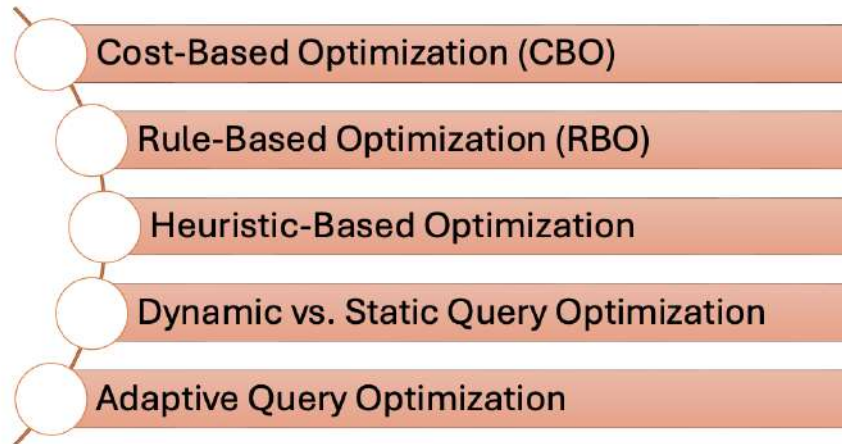 Cost-Based Optimization (CBO)
Rule-Based Optimization (RBO)
Heuristic-Based Optimization
Dynamic vs. Static Query Optimization
Adaptive Query Optimization